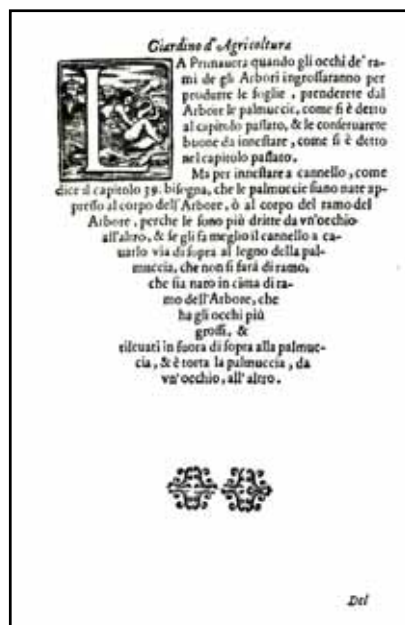 Giardino d'Agricoltura
LA Primauera quando gli occhi de' ra-
mi de gli Arbori ingrossaranno per
produrre le foglie, prenderete dal
Arbore le palmuccie, come si è detto
al capitolo passato, & le conseruarete
buone da innestare, come si è detto
nel capitolo passato.
Ma per innestare a cannello, come
dice il capitolo 39. bisogna, che le palmuccie siano nate ap-
presso al corpo dell'Arbore, ò al corpo del ramo del
Arbore, perche le sono più dritte da vn'occhio
all'altro, & se gli fa meglio il cannello a ca-
uarlo via di sopra al legno della pal-
muccia, che non si farà di ramo,
che sia nato in cima di ra-
mo dell'Arbore, che
ha gli occhi più
grossi, &
rileuati in fuora di sopra alla palmuc-
cia, & è torta la palmuccia, da
vn'occhio, all'altro.
Del